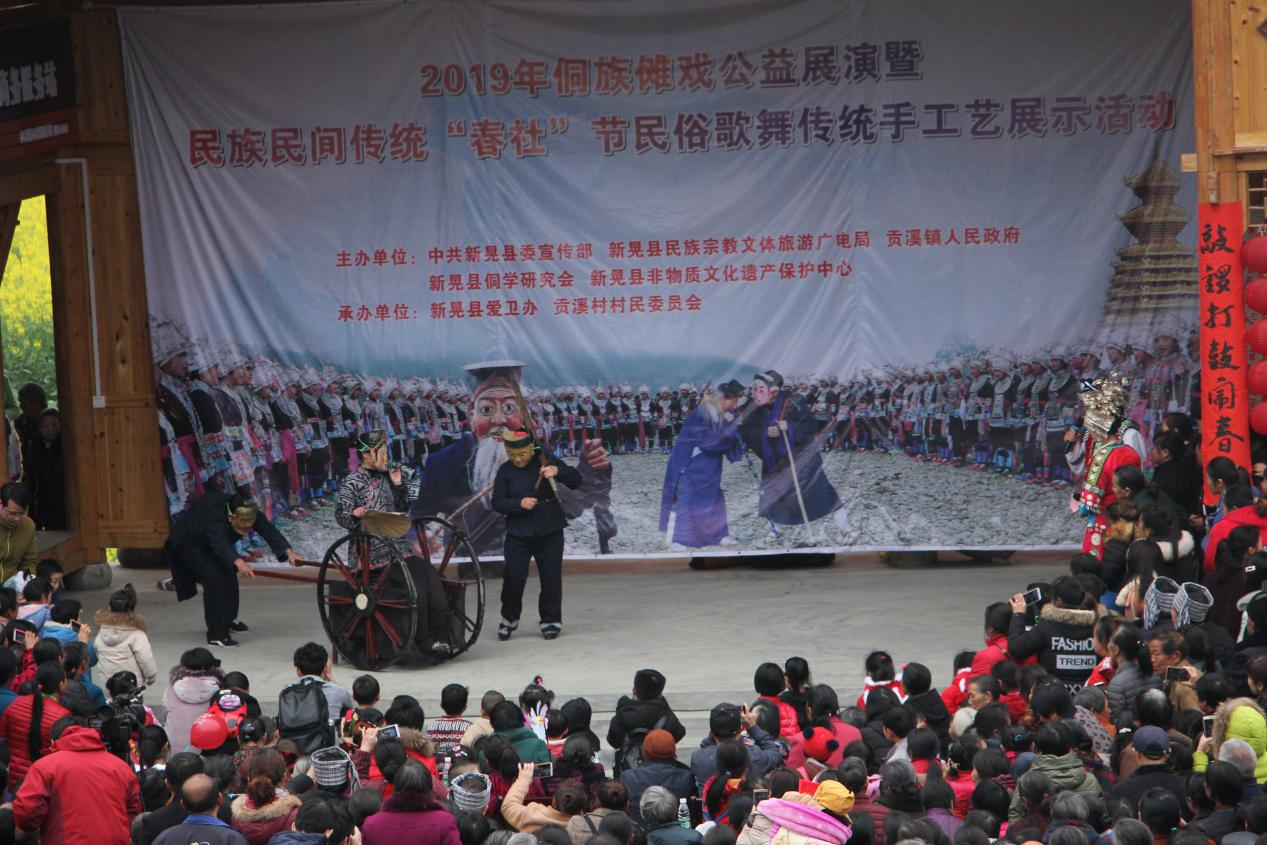 2019年侗族傩戏公益展演暨
民族民间传统“春社”节民俗歌舞传统手工艺展示活动
主办单位：中共新晃县委宣传部 新晃县民族宗教文体旅游广电局 贡溪镇人民政府
新晃县侗学研究会 新晃县非物质文化遗产保护中心
承办单位：新晃县爱卫办 贡溪村村民委员会
敲锣打鼓闹春
FASHION
TREND